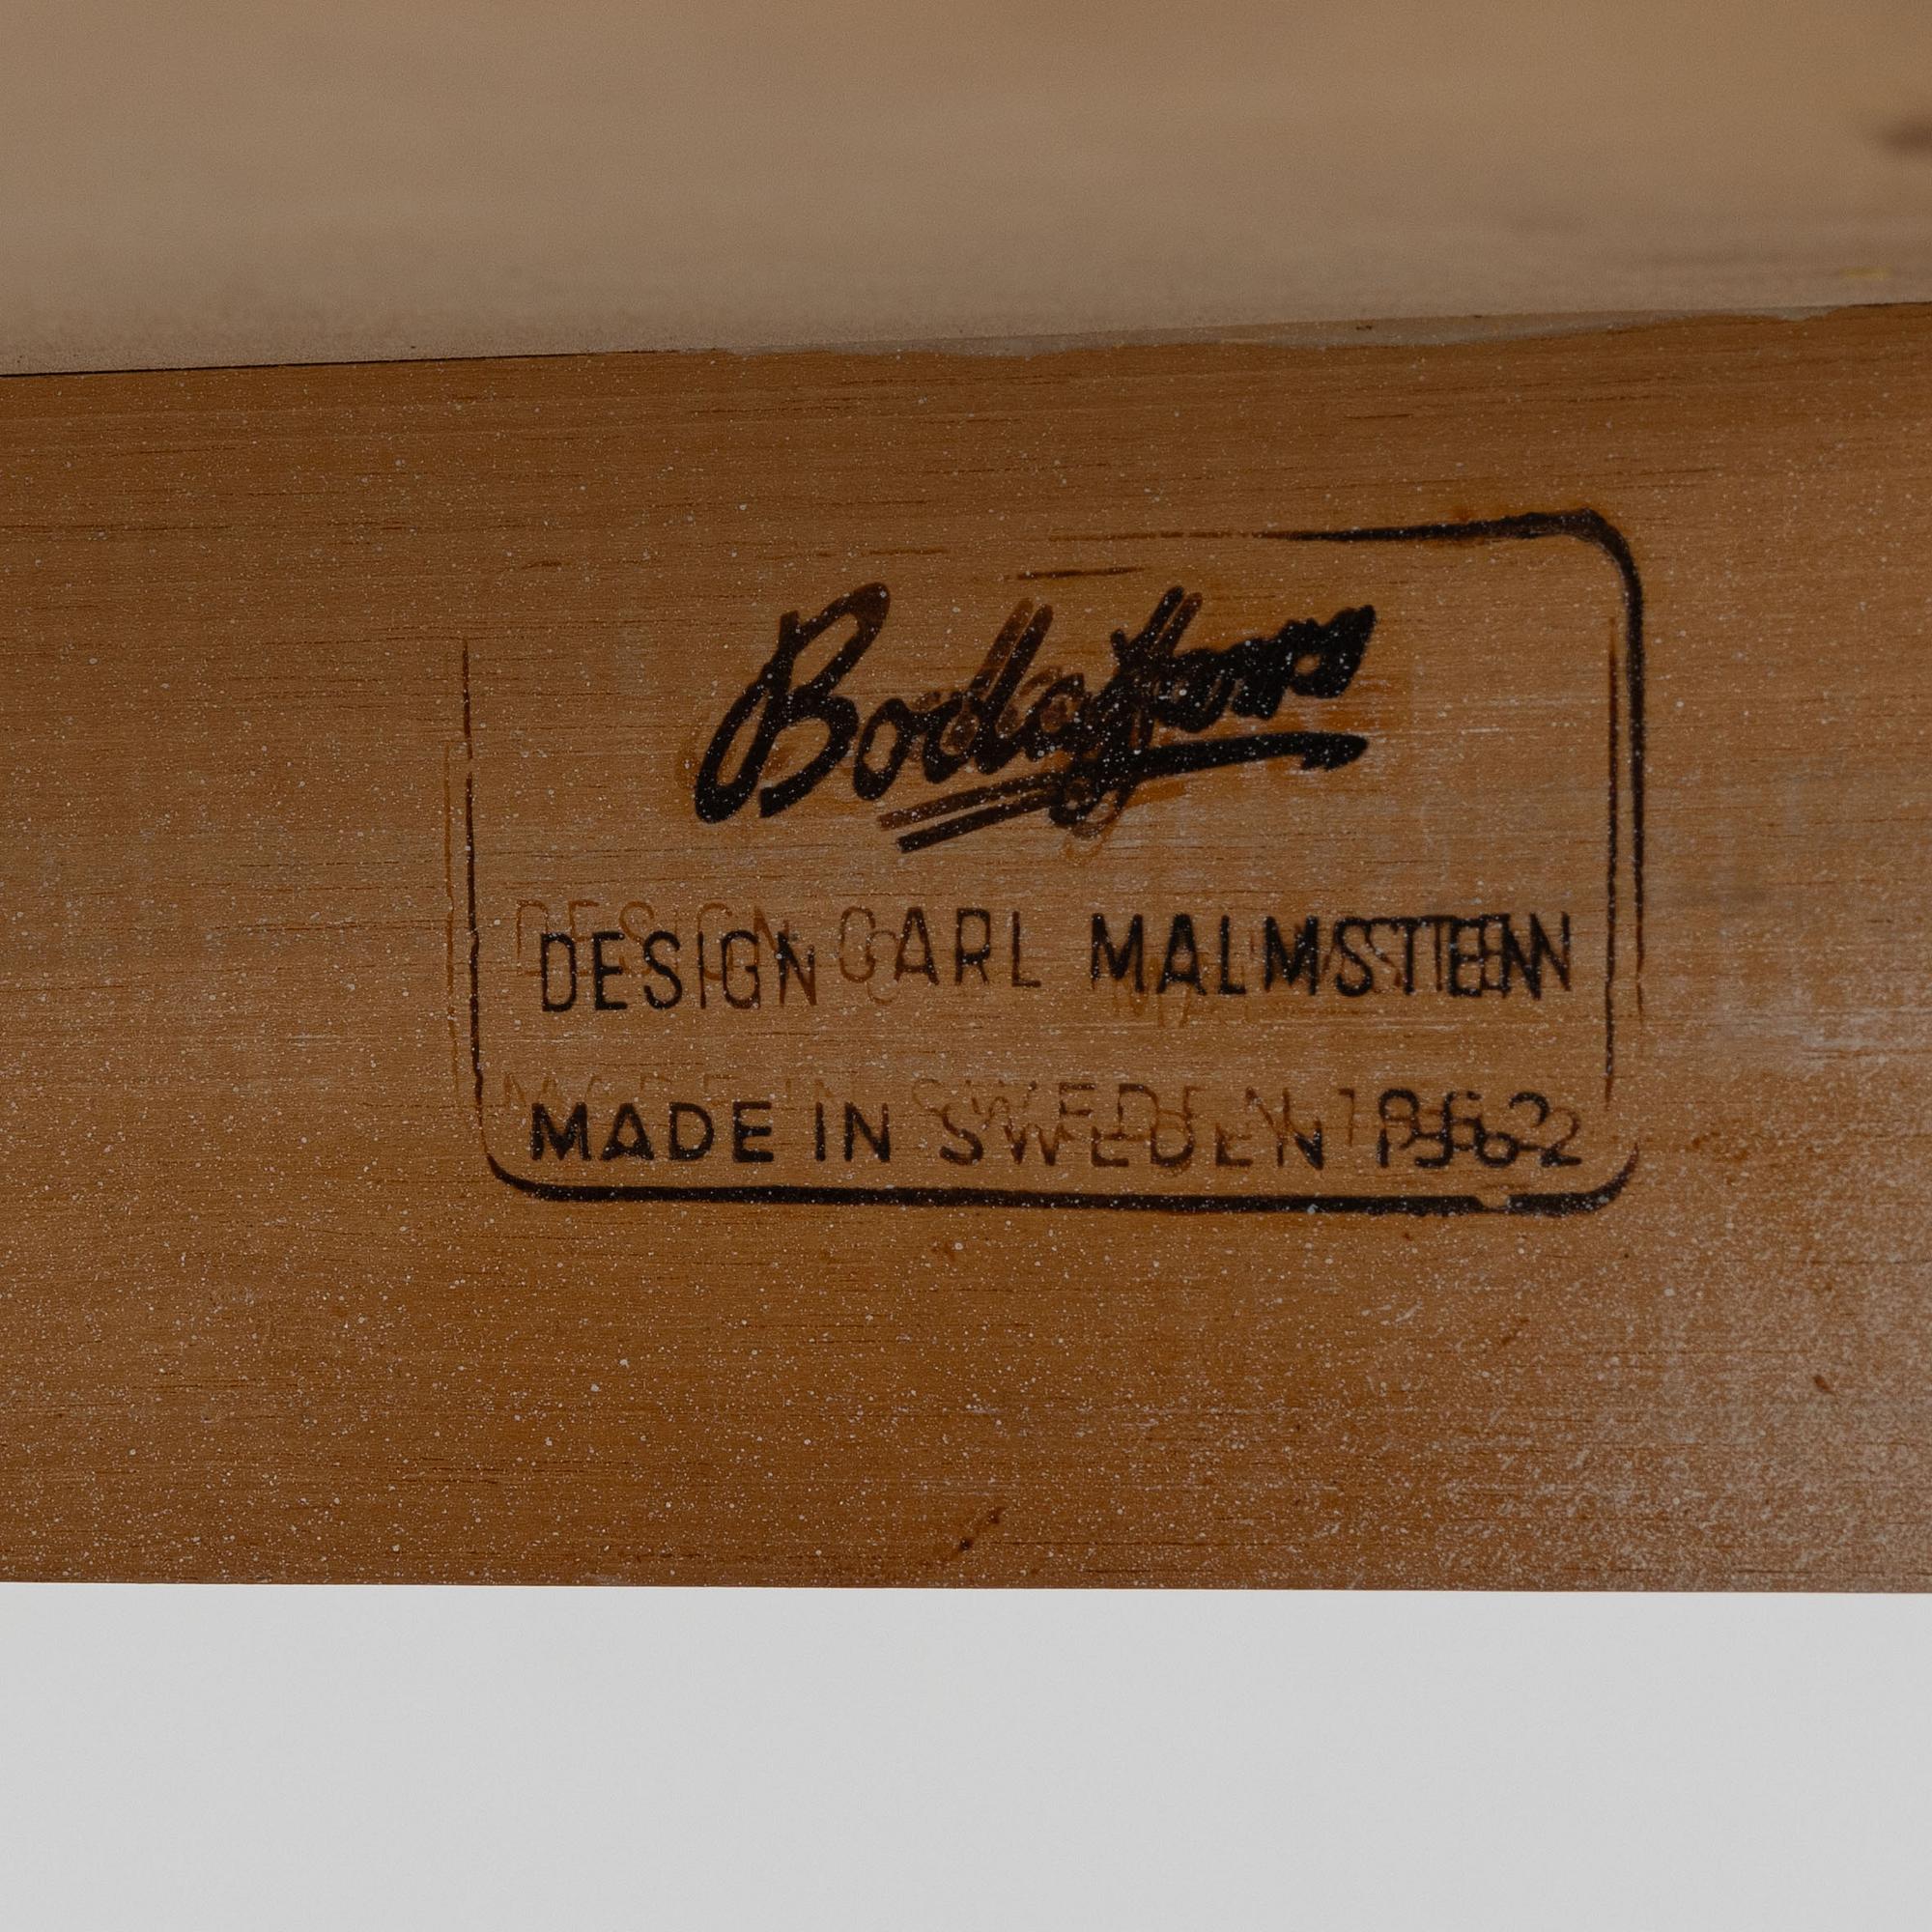 Bodafors
DESIGN CARL MALMSTEN
MADE IN SWEDEN 1962